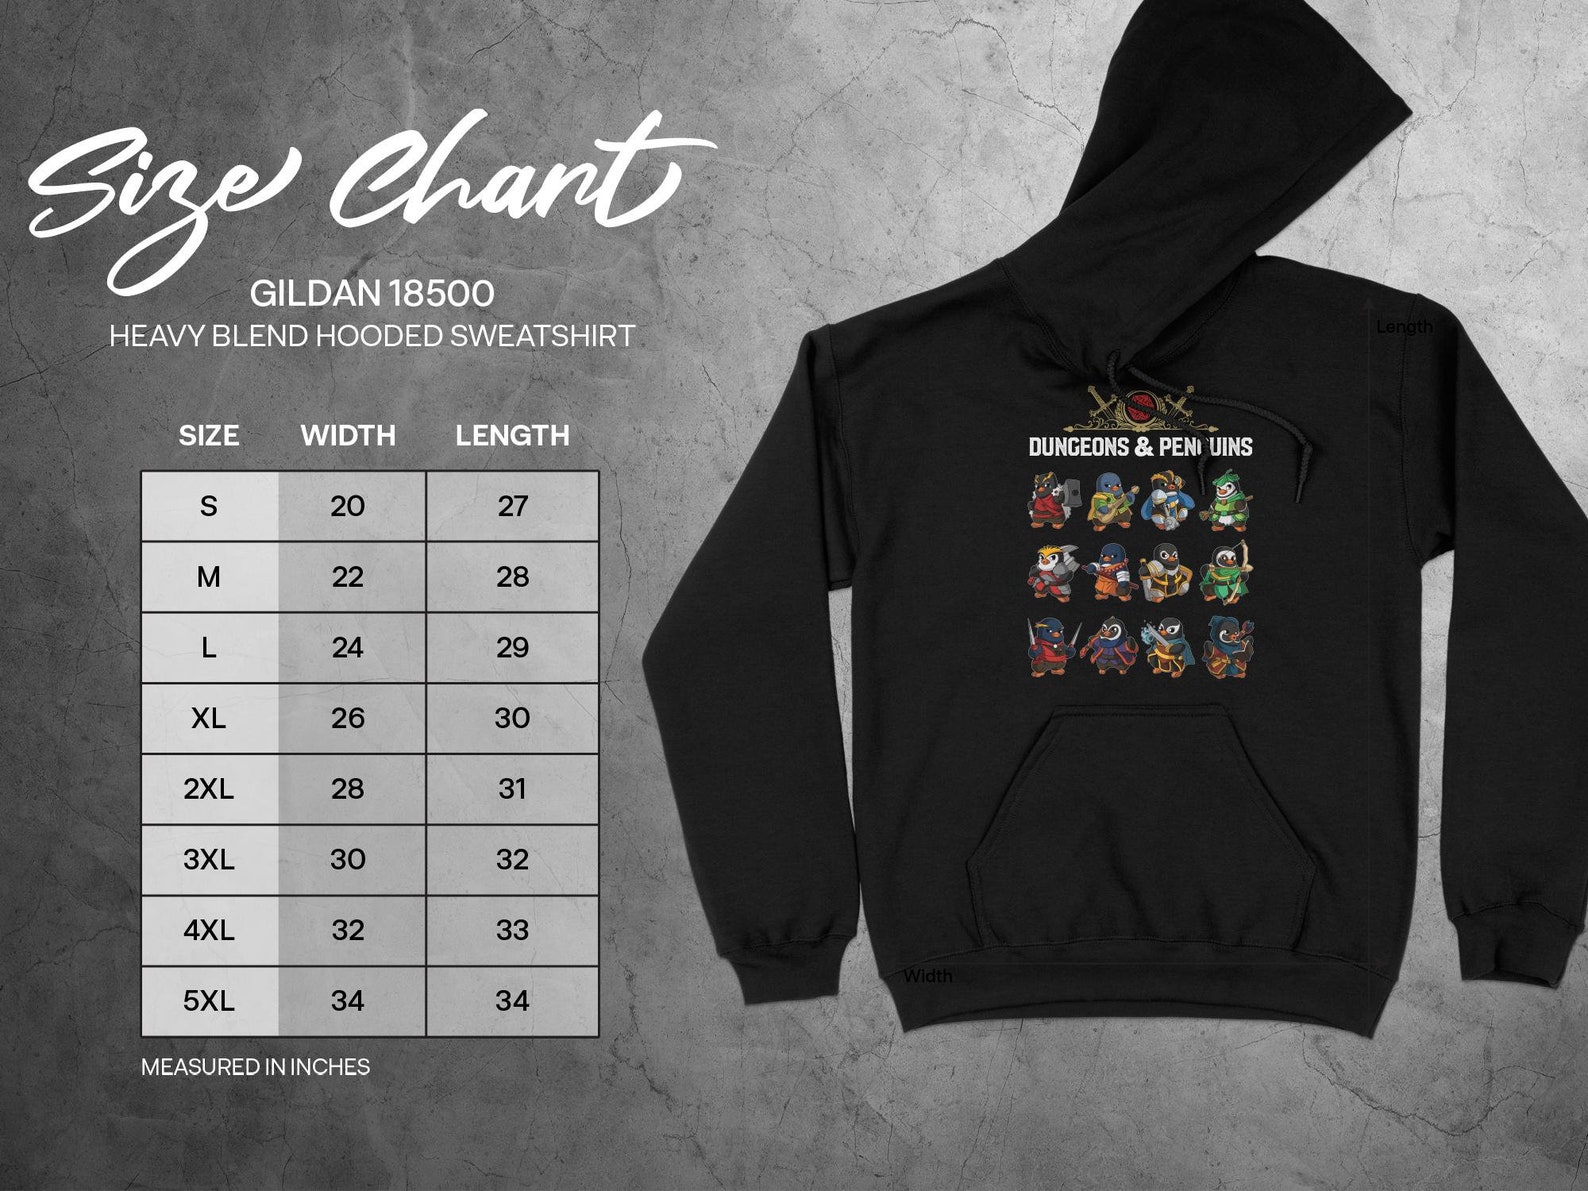 Size Chart
GILDAN 18500
HEAVY BLEND HOODED SWEATSHIRT
SIZE WIDTH LENGTH
S 20 27
M 22 28
L 24 29
XL 26 30
2XL 28 31
3XL 30 32
4XL 32 33
5XL 34 34
MEASURED IN INCHES
Length
DUNGEONS & PENGUINS
Width